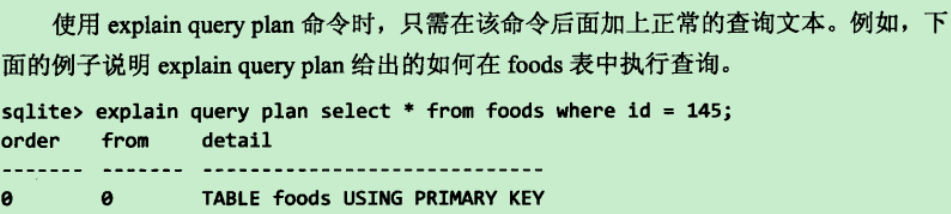 使用 explain query plan 命令时，只需在该命令后面加上正常的查询文本。例如，下
面的例子说明 explain query plan 给出的如何在 foods 表中执行查询。
sqlite> explain query plan select * from foods where id = 145;
order from detail
------- ------- ------------------------------
0 0 TABLE foods USING PRIMARY KEY